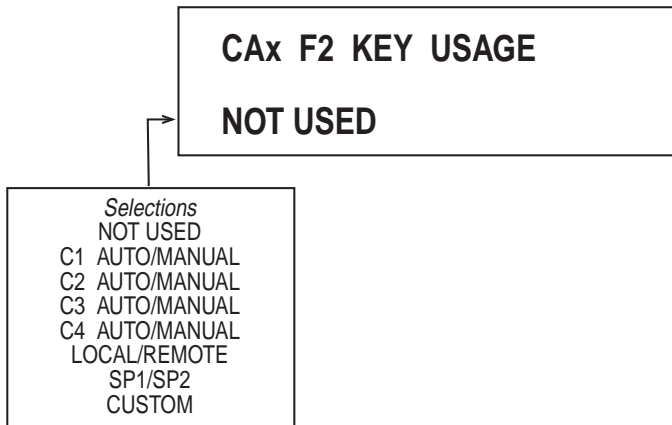 CAx F2 KEY USAGE
NOT USED
Selections
NOT USED
C1 AUTO/MANUAL
C2 AUTO/MANUAL
C3 AUTO/MANUAL
C4 AUTO/MANUAL
LOCAL/REMOTE
SP1/SP2
CUSTOM